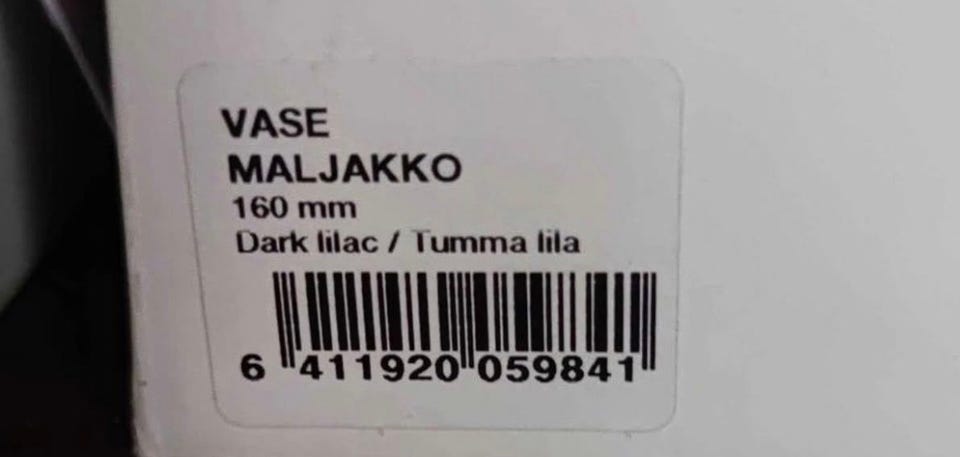 VASE
MALJAKKO
160 mm
Dark lilac / Tumma lila
6 411920 059841